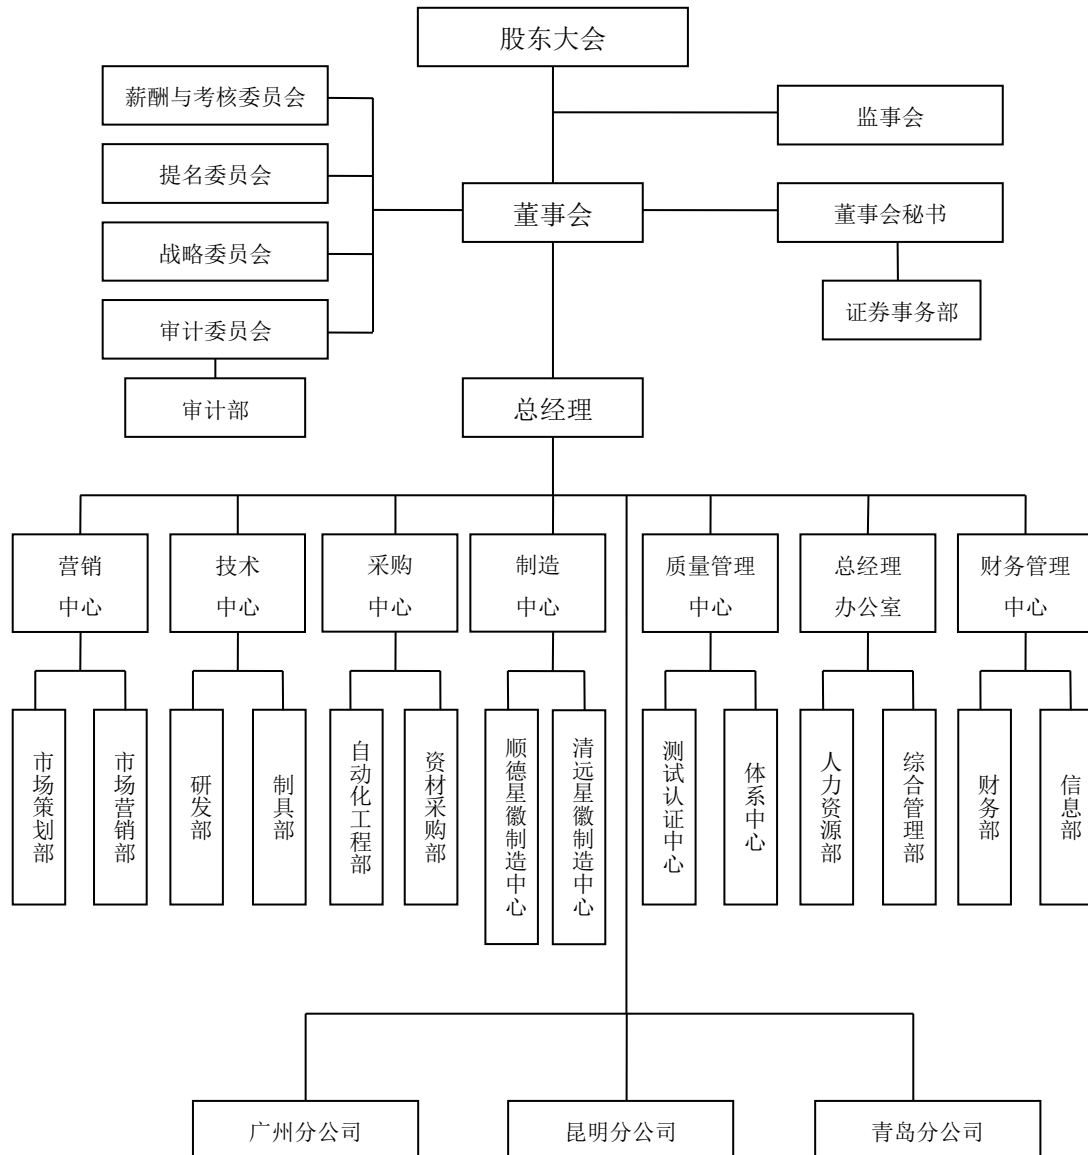 股东大会
薪酬与考核委员会
监事会
提名委员会
董事会
董事会秘书
战略委员会
证券事务部
审计委员会
审计部
总经理
营销
中心
技术
中心
采购
中心
制造
中心
质量管理
中心
总经理
办公室
财务管理
中心
市场策划部
市场营销部
研发部
制具部
自动化工程部
资材采购部
顺德星徽制造中心
清远星徽制造中心
测试认证中心
体系中心
人力资源部
综合管理部
财务部
信息部
广州分公司
昆明分公司
青岛分公司